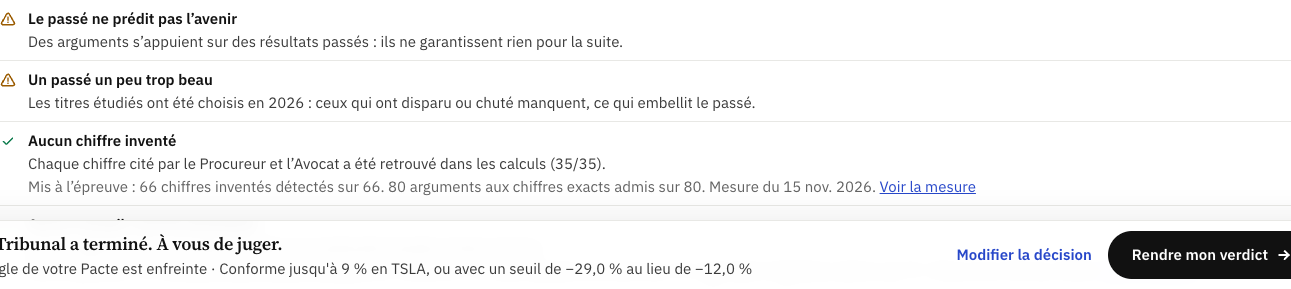 Le passé ne prédit pas l’avenir
Des arguments s’appuient sur des résultats passés : ils ne garantissent rien pour la suite.
Un passé un peu trop beau
Les titres étudiés ont été choisis en 2026 : ceux qui ont disparu ou chuté manquent, ce qui embellit le passé.
Aucun chiffre inventé
Chaque chiffre cité par le Procureur et l’Avocat a été retrouvé dans les calculs (35/35).
Mis à l’épreuve : 66 chiffres inventés détectés sur 66. 80 arguments aux chiffres exacts admis sur 80. Mesure du 15 nov. 2026. Voir la mesure
Tribunal a terminé. À vous de juger.
gle de votre Pacte est enfreinte · Conforme jusqu'à 9 % en TSLA, ou avec un seuil de −29,0 % au lieu de −12,0 %
Modifier la décision
Rendre mon verdict →